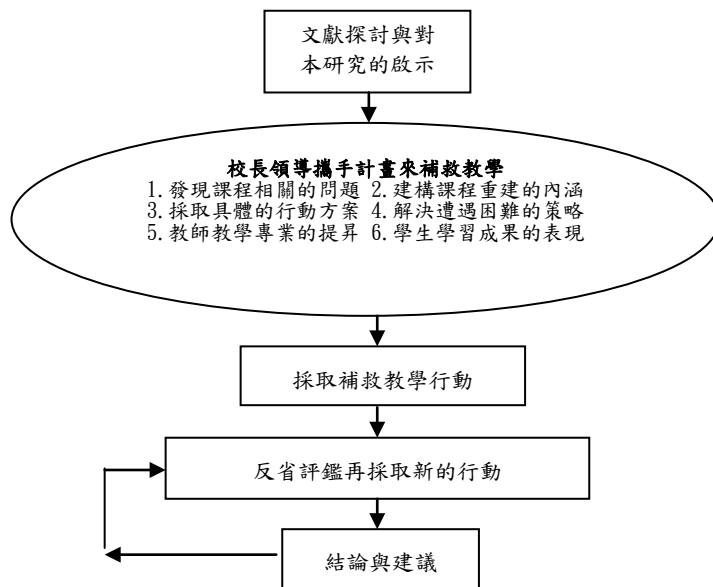 文獻探討與對
本研究的啟示
校長領導攜手計畫來補救教學
1.發現課程相關的問題 2.建構課程重建的內涵
3.採取具體的行動方案 4.解決遭遇困難的策略
5.教師教學專業的提昇 6.學生學習成果的表現
採取補救教學行動
反省評鑑再採取新的行動
結論與建議